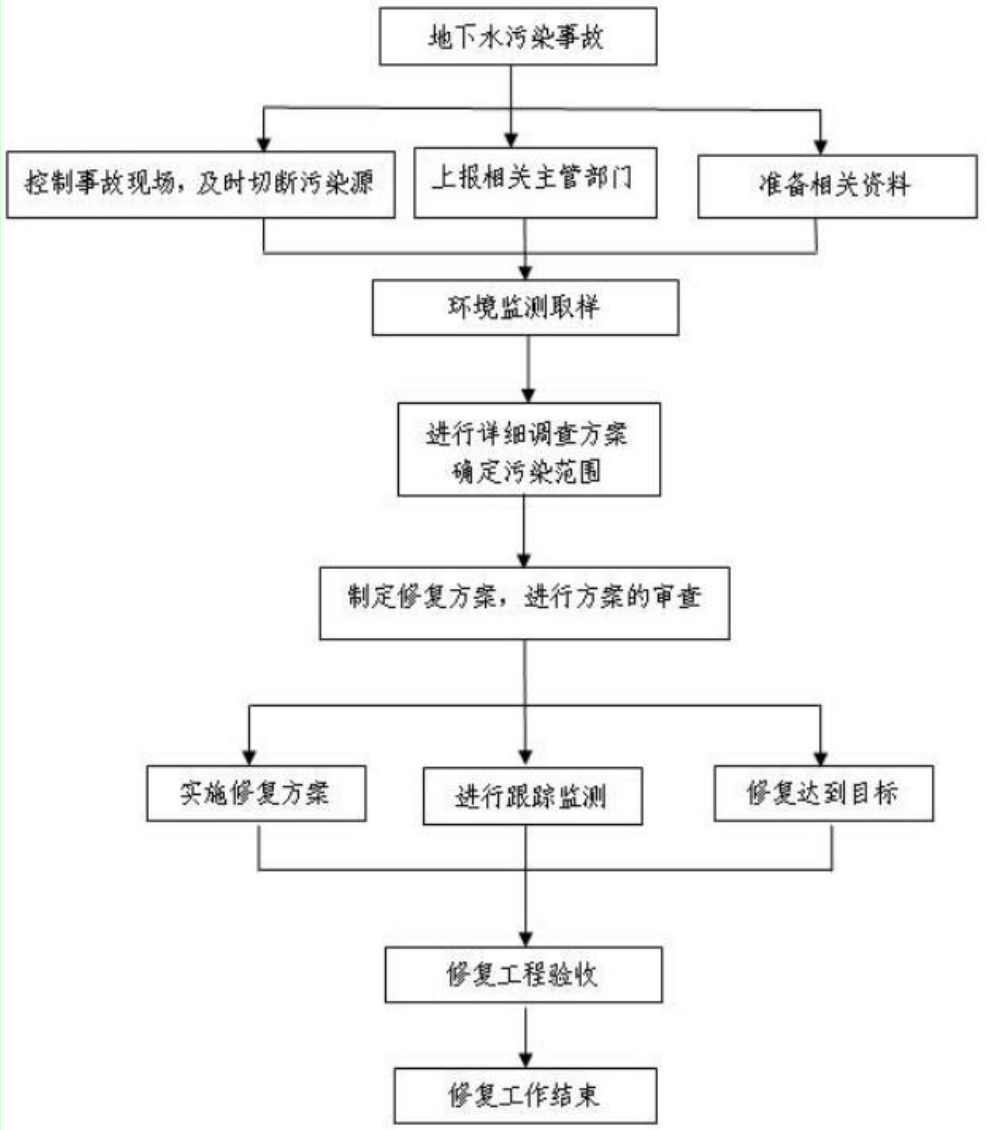 地下水污染事故
控制事故现场，及时切断污染源
上报相关主管部门
准备相关资料
环境监测取样
进行详细调查方案
确定污染范围
制定修复方案，进行方案的审查
实施修复方案
进行跟踪监测
修复达到目标
修复工程验收
修复工作结束